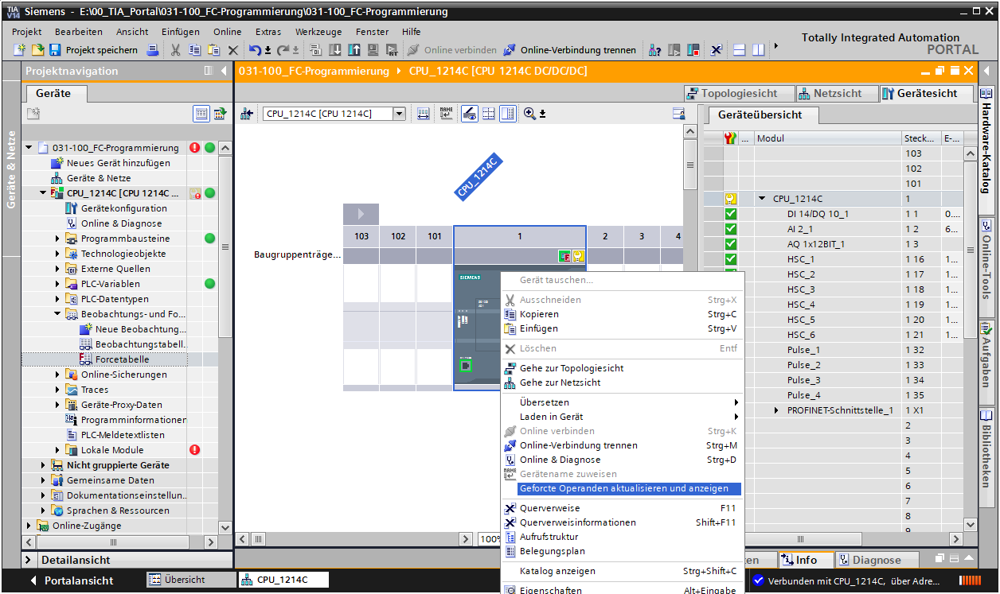 TIA V14 Siemens - E:\00_TIA_Portal\031-100_FC-Programmierung\031-100_FC-Programmierung
Projekt Bearbeiten Ansicht Einfügen Online Extras Werkzeuge Fenster Hilfe
Totally Integrated Automation
PORTAL
Projekt speichern Online verbinden Online-Verbindung trennen
Projektnavigation
031-100_FC-Programmierung CPU_1214C [CPU 1214C DC/DC/DC]
Geräte
Topologiesicht Netzsicht Gerätesicht
Geräte & Netze
031-100_FC-Programmierung
Neues Gerät hinzufügen
Geräte & Netze
CPU_1214C [CPU 1214C ...
Gerätekonfiguration
Online & Diagnose
Programmbausteine
Technologieobjekte
Externe Quellen
PLC-Variablen
PLC-Datentypen
Beobachtungs- und Fo...
Neue Beobachtung...
Beobachtungstabell...
Forcetabelle
Online-Sicherungen
Traces
Geräte-Proxy-Daten
Programminformationen
PLC-Meldetextlisten
Lokale Module
Nicht gruppierte Geräte
Gemeinsame Daten
Dokumentationseinstellun...
Sprachen & Ressourcen
Online-Zugänge
Detailansicht
CPU_1214C [CPU 1214C]
CPU_1214C
103 102 101 1 2 3 4
Baugruppenträge...
SIEMENS
100%
Gerät tauschen...
Ausschneiden Strg+X
Kopieren Strg+C
Einfügen Strg+V
Löschen Entf
Gehe zur Topologiesicht
Gehe zur Netzsicht
Übersetzen
Laden in Gerät
Online verbinden Strg+K
Online-Verbindung trennen Strg+M
Online & Diagnose Strg+D
Gerätename zuweisen
Geforcte Operanden aktualisieren und anzeigen
Querverweise F11
Querverweisinformationen Shift+F11
Aufrufstruktur
Belegungsplan
Katalog anzeigen Strg+Shift+C
Eigenschaften Alt+Eingabe
Geräteübersicht
... Modul Steck... E-...
103
102
101
CPU_1214C 1
DI 14/DQ 10_1 1 1 0....
AI 2_1 1 2 6...
AQ 1x12BIT_1 1 3
HSC_1 1 16 1...
HSC_2 1 17 1...
HSC_3 1 18 1...
HSC_4 1 19 1...
HSC_5 1 20 1...
HSC_6 1 21 1...
Pulse_1 1 32
Pulse_2 1 33
Pulse_3 1 34
Pulse_4 1 35
PROFINET-Schnittstelle_1 1 X1
2
3
4
5
6
7
8
9
Hardware-Katalog
Online-Tools
Aufgaben
Bibliotheken
Info Diagnose
Portalansicht Übersicht CPU_1214C Verbunden mit CPU_1214C, über Adre...